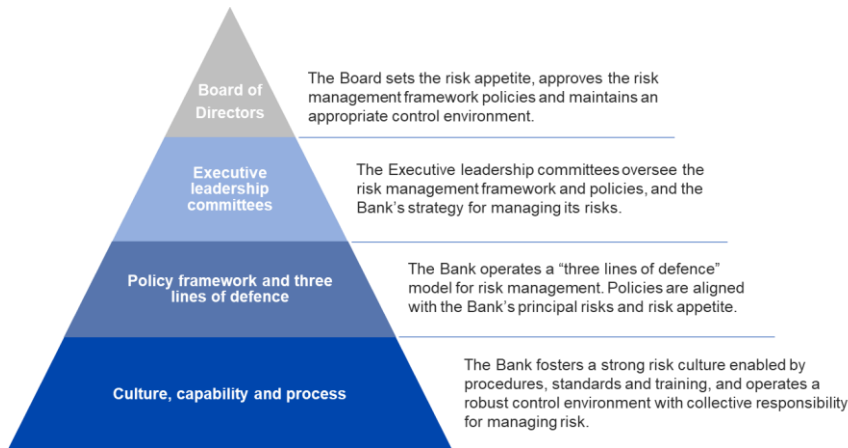 Board of
Directors
The Board sets the risk appetite, approves the risk
management framework policies and maintains an
appropriate control environment.
Executive
leadership
committees
The Executive leadership committees oversee the
risk management framework and policies, and the
Bank's strategy for managing its risks.
Policy framework and three
lines of defence
The Bank operates a “three lines of defence”
model for risk management. Policies are aligned
with the Bank's principal risks and risk appetite.
Culture, capability and process
The Bank fosters a strong risk culture enabled by
procedures, standards and training, and operates a
robust control environment with collective responsibility
for managing risk.